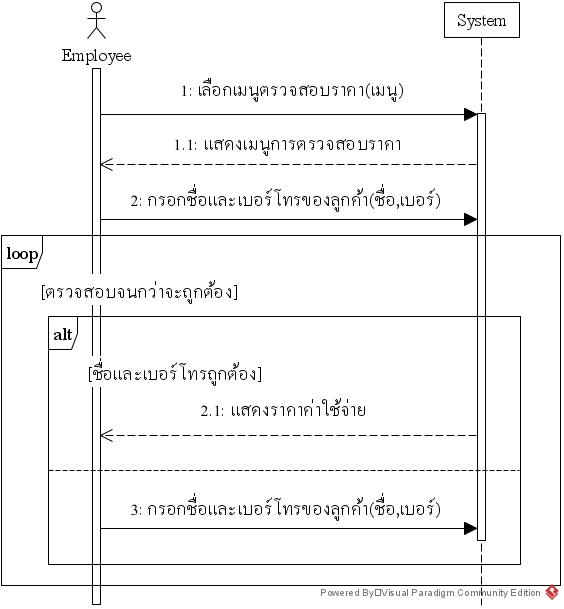 Employee
System
1: เลือกเมนูตรวจสอบราคา(เมนู)
1.1: แสดงเมนูการตรวจสอบราคา
2: กรอกชื่อและเบอร์โทรของลูกค้า(ชื่อ,เบอร์)
loop
[ตรวจสอบจนกว่าจะถูกต้อง]
alt
[ชื่อและเบอร์โทรถูกต้อง]
2.1: แสดงราคาค่าใช้จ่าย
3: กรอกชื่อและเบอร์โทรของลูกค้า(ชื่อ,เบอร์)
Powered By□Visual Paradigm Community Edition